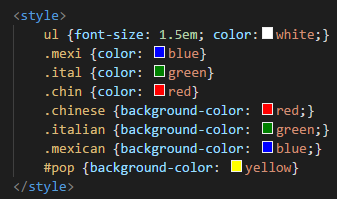 <style>
ul {font-size: 1.5em; color: white;}
.mexi {color: blue}
.ital {color: green}
.chin {color: red}
.chinese {background-color: red;}
.italian {background-color: green;}
.mexican {background-color: blue;}
#pop {background-color: yellow}
</style>